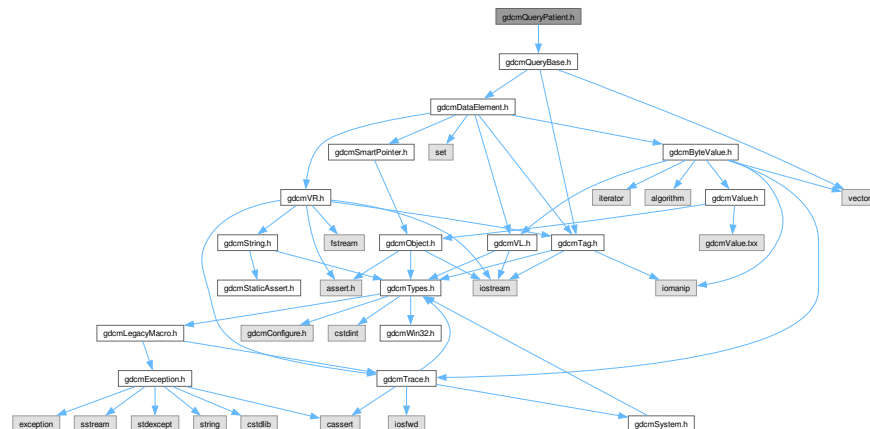 gdcmQueryPatient.h
gdcmQueryBase.h
gdcmDataElement.h
gdcmSmartPointer.h
set
gdcmByteValue.h
gdcmVR.h
iterator
algorithm
gdcmValue.h
vector
gdcmString.h
fstream
gdcmObject.h
gdcmVL.h
gdcmTag.h
gdcmValue.txx
gdcmStaticAssert.h
assert.h
gdcmTypes.h
iostream
iomanip
gdcmLegacyMacro.h
gdcmConfigure.h
cstdint
gdcmWin32.h
gdcmException.h
gdcmTrace.h
exception
sstream
stdexcept
string
cstdlib
cassert
iosfwd
gdcmSystem.h